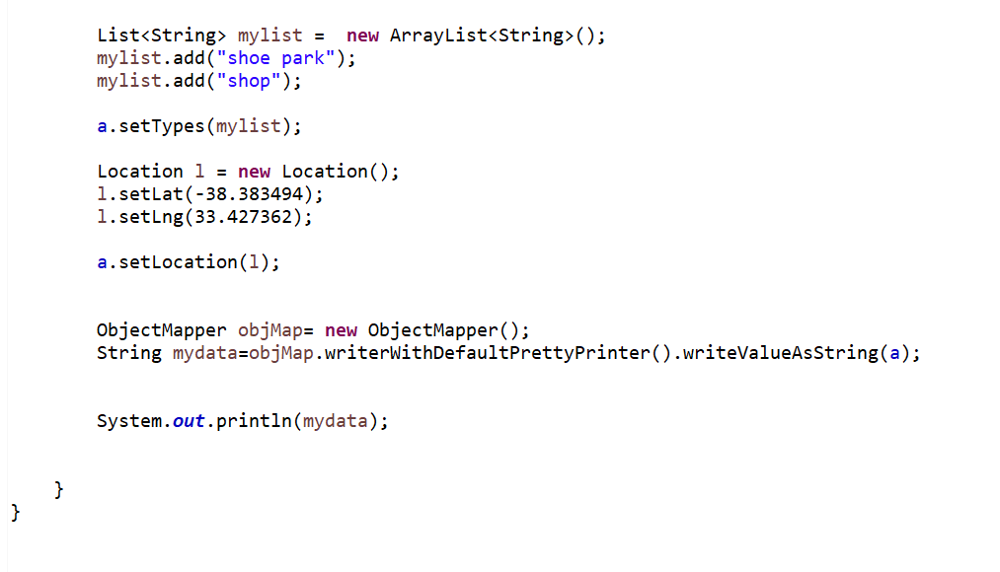 List<String> mylist =  new ArrayList<String>();
mylist.add("shoe park");
mylist.add("shop");
a.setTypes(mylist);
Location l = new Location();
l.setLat(-38.383494);
l.setLng(33.427362);
a.setLocation(l);
ObjectMapper objMap= new ObjectMapper();
String mydata=objMap.writerWithDefaultPrettyPrinter().writeValueAsString(a);
System.out.println(mydata);
}
}